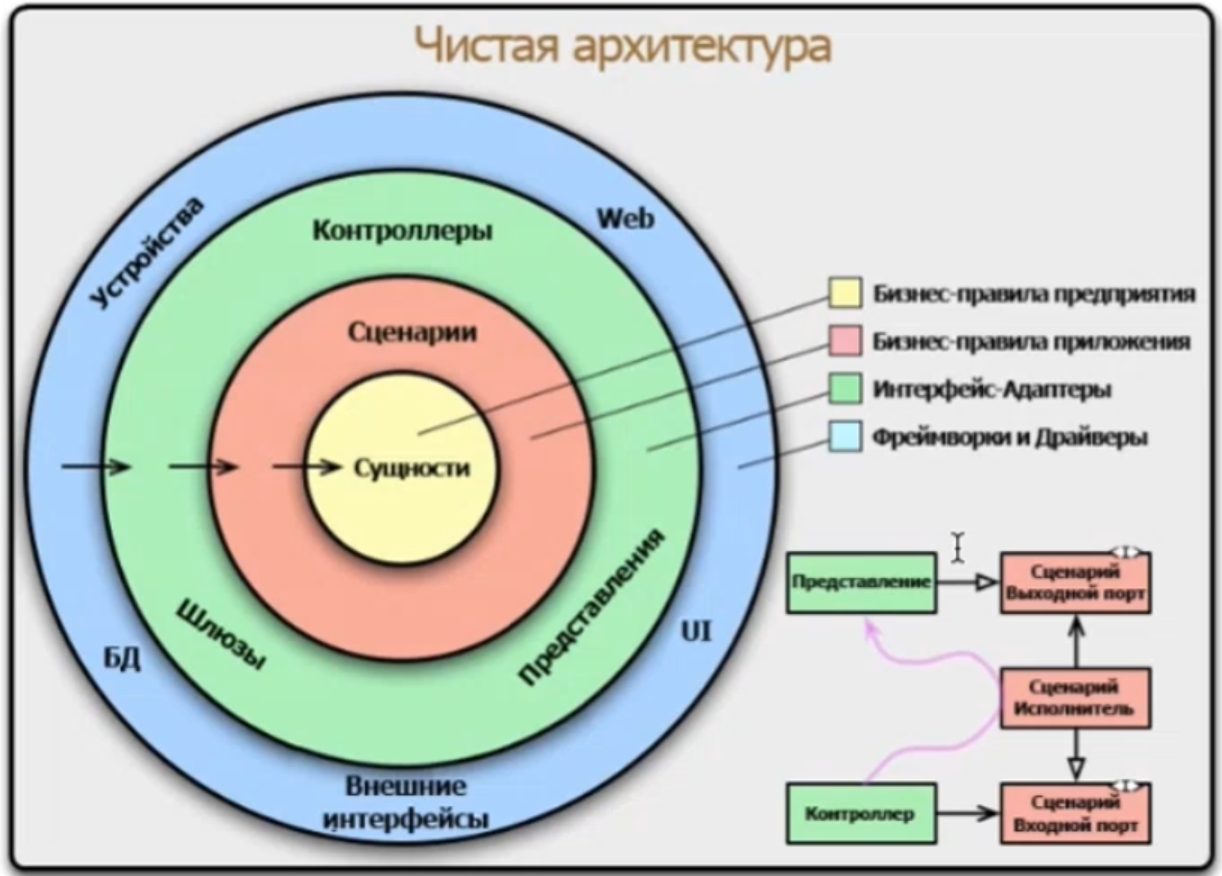 Чистая архитектура
Устройства
Web
Контроллеры
Сценарии
Сущности
Шлюзы
Представления
БД
UI
Внешние
интерфейсы
Бизнес-правила предприятия
Бизнес-правила приложения
Интерфейс-Адаптеры
Фреймворки и Драйверы
Представление
Сценарий
Выходной порт
Сценарий
Исполнитель
Контроллер
Сценарий
Входной порт